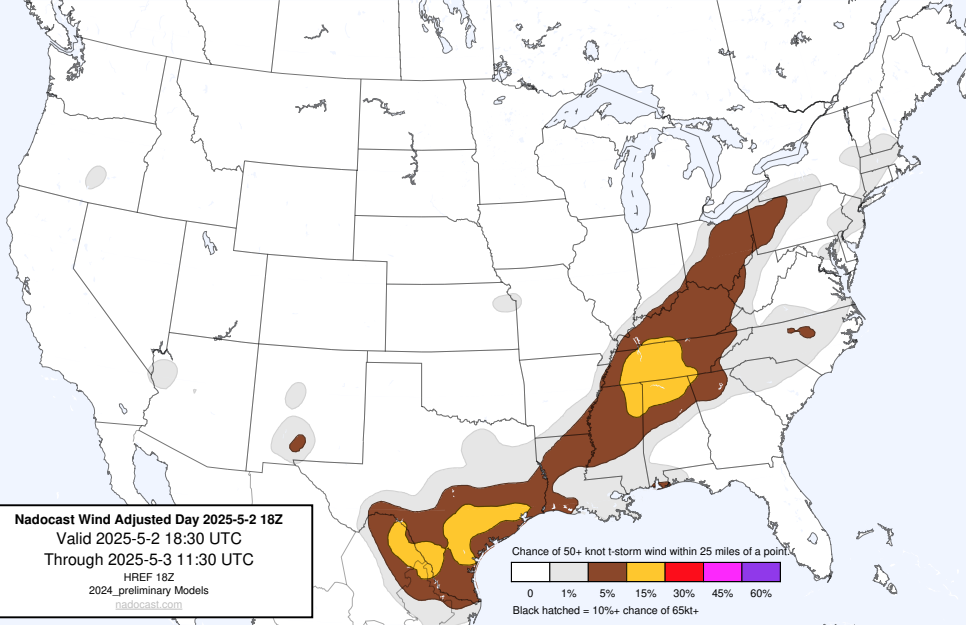 Nadocast Wind Adjusted Day 2025-5-2 18Z
Valid 2025-5-2 18:30 UTC
Through 2025-5-3 11:30 UTC
HREF 18Z
2024_preliminary Models
nadocast.com
Chance of 50+ knot t-storm wind within 25 miles of a point.
0 1% 5% 15% 30% 45% 60%
Black hatched = 10%+ chance of 65kt+